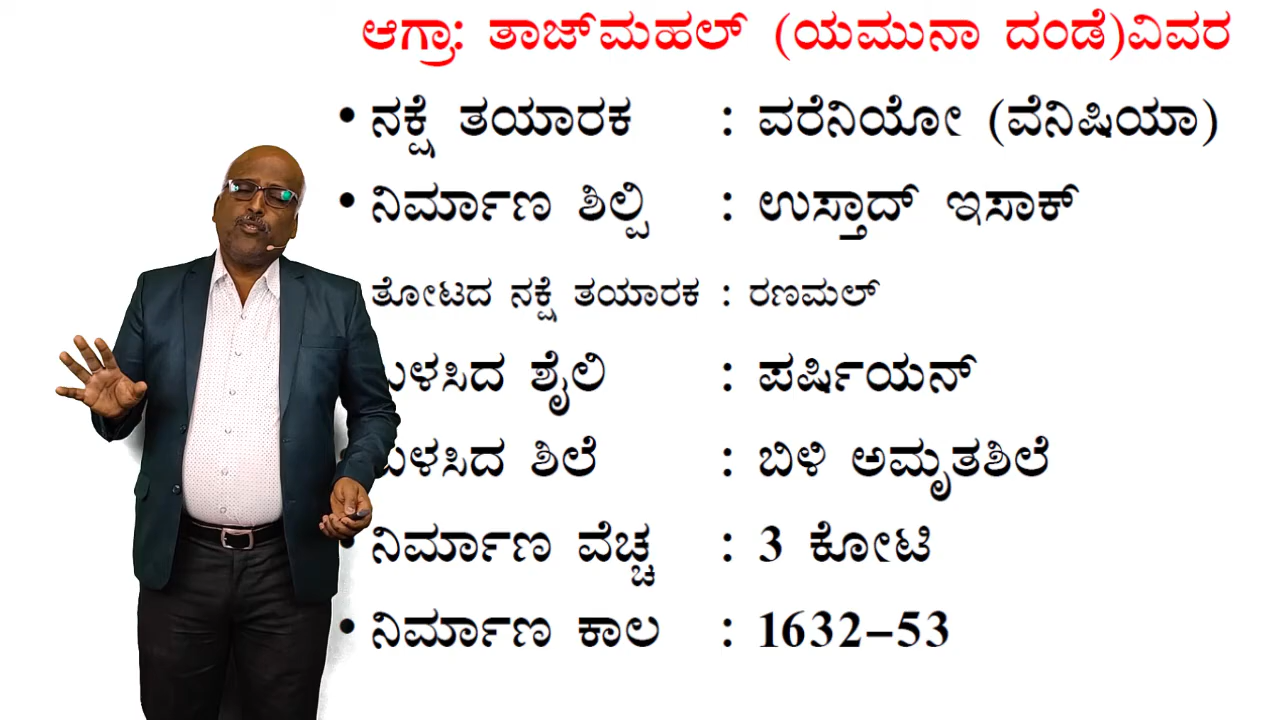 ಆಗ್ರಾ: ತಾಜ್‌ಮಹಲ್ (ಯಮುನಾ ದಂಡೆ)ವಿವರ
• ನಕ್ಷೆ ತಯಾರಕ : ವರೆನಿಯೋ (ವೆನಿಷಿಯಾ)
• ನಿರ್ಮಾಣ ಶಿಲ್ಪಿ : ಉಸ್ತಾದ್ ಇಸಾಕ್
ತೋಟದ ನಕ್ಷೆ ತಯಾರಕ : ರಣಮಲ್
ಶೈಲಿ : ಪರ್ಷಿಯನ್
ಶಿಲೆ : ಬಿಳಿ ಅಮೃತಶಿಲೆ
• ನಿರ್ಮಾಣ ವೆಚ್ಚ : 3 ಕೋಟಿ
• ನಿರ್ಮಾಣ ಕಾಲ : 1632-53